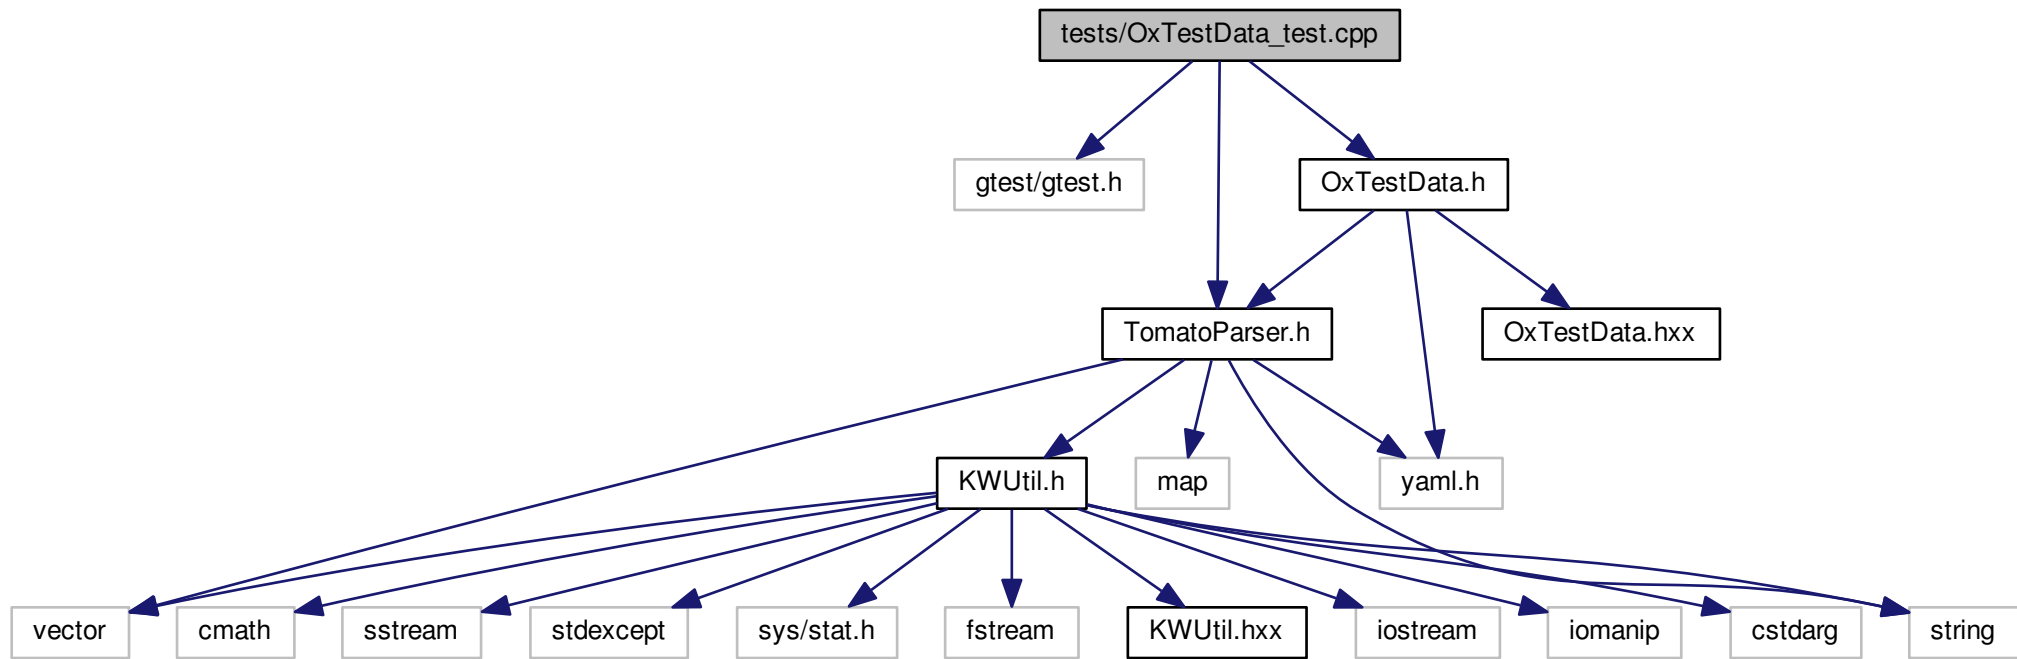 tests/OxTestData_test.cpp
gtest/gtest.h
OxTestData.h
TomatoParser.h
OxTestData.hxx
KWUtil.h
map
yaml.h
vector
cmath
sstream
stdexcept
sys/stat.h
fstream
KWUtil.hxx
iostream
iomanip
cstdarg
string